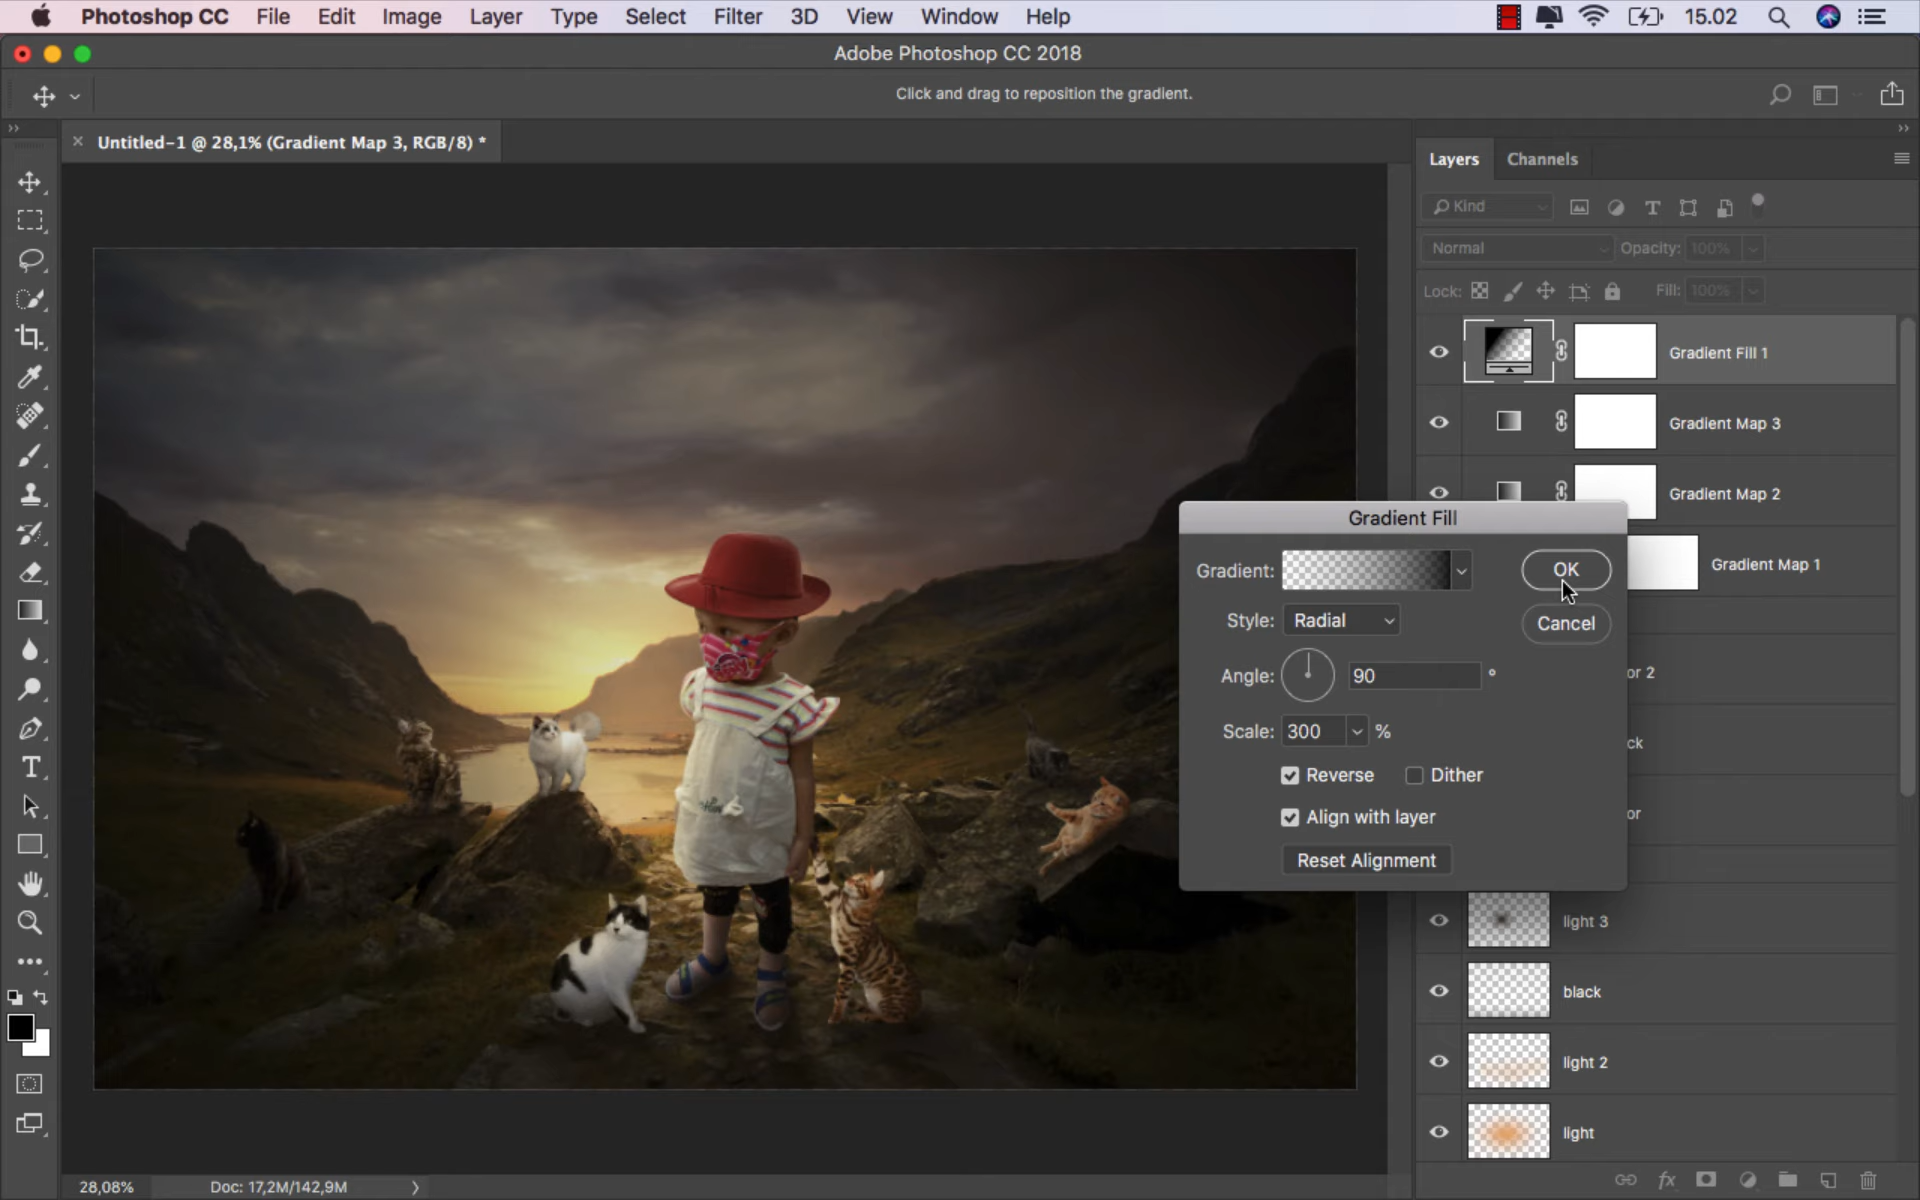 Photoshop CC File Edit Image Layer Type Select Filter 3D View Window Help 15.02
Adobe Photoshop CC 2018
Click and drag to reposition the gradient.
Untitled-1 @ 28,1% (Gradient Map 3, RGB/8) *
Layers Channels
Kind
Normal Opacity: 100%
Lock: Fill: 100%
Gradient Fill 1
Gradient Map 3
Gradient Map 2
Gradient Map 1
Gradient Fill
Gradient: OK
Style: Radial Cancel
Angle: 90 °
Scale: 300 %
Reverse Dither
Align with layer
Reset Alignment
or 2
ck
or
light 3
black
light 2
light
28,08% Doc: 17,2M/142,9M